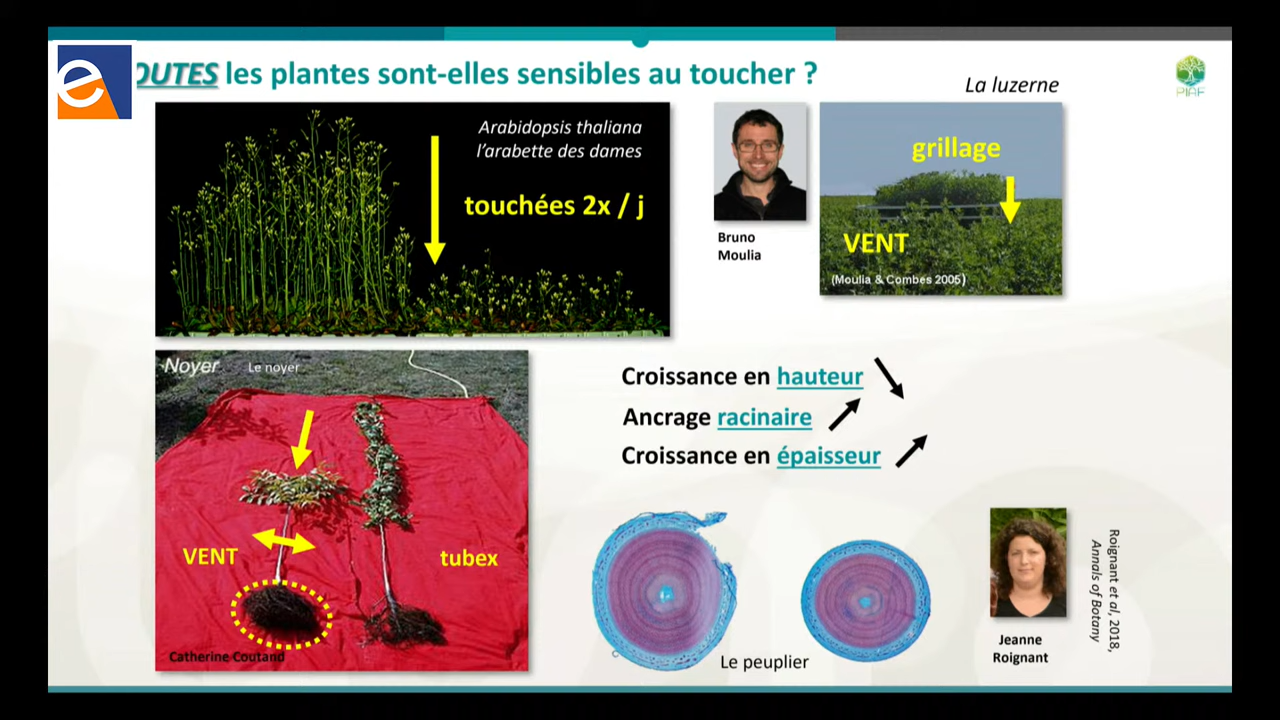 OUTES les plantes sont-elles sensibles au toucher ?
La luzerne
PIAF
Arabidopsis thaliana
l'arabette des dames
touchées 2x / j
Bruno
Moulia
grillage
VENT
(Moulia & Combes 2005)
Noyer
Le noyer
VENT
tubex
Catherine Coutand
Croissance en hauteur
Ancrage racinaire
Croissance en épaisseur
Le peuplier
Jeanne
Roignant
Roignant et al, 2018,
Annals of Botany